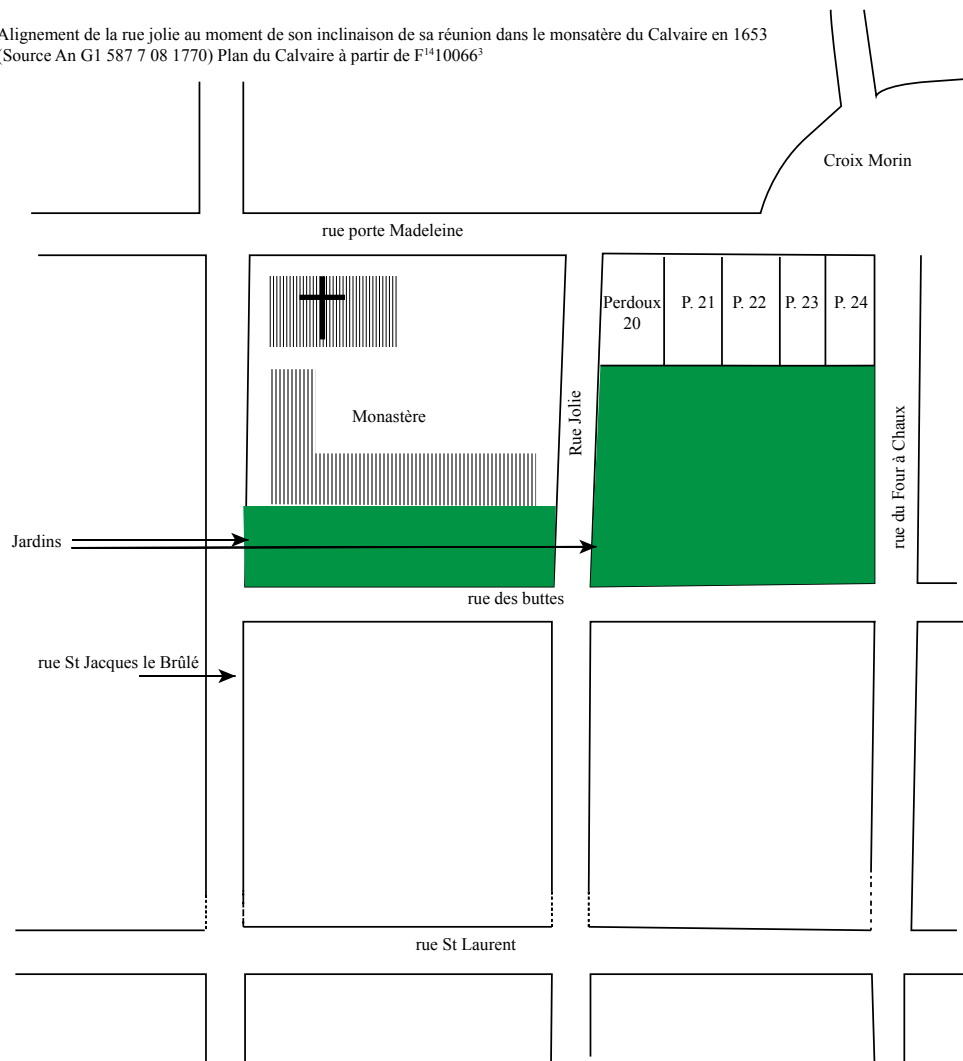 Alignement de la rue jolie au moment de son inclinaison de sa réunion dans le monsatère du Calvaire en 1653
(Source An G1 587 7 08 1770) Plan du Calvaire à partir de F¹⁴10066³
Croix Morin
rue porte Madeleine
Perdoux
20
P. 21
P. 22
P. 23
P. 24
Monastère
Rue Jolie
rue du Four à Chaux
Jardins
rue des buttes
rue St Jacques le Brûlé
rue St Laurent